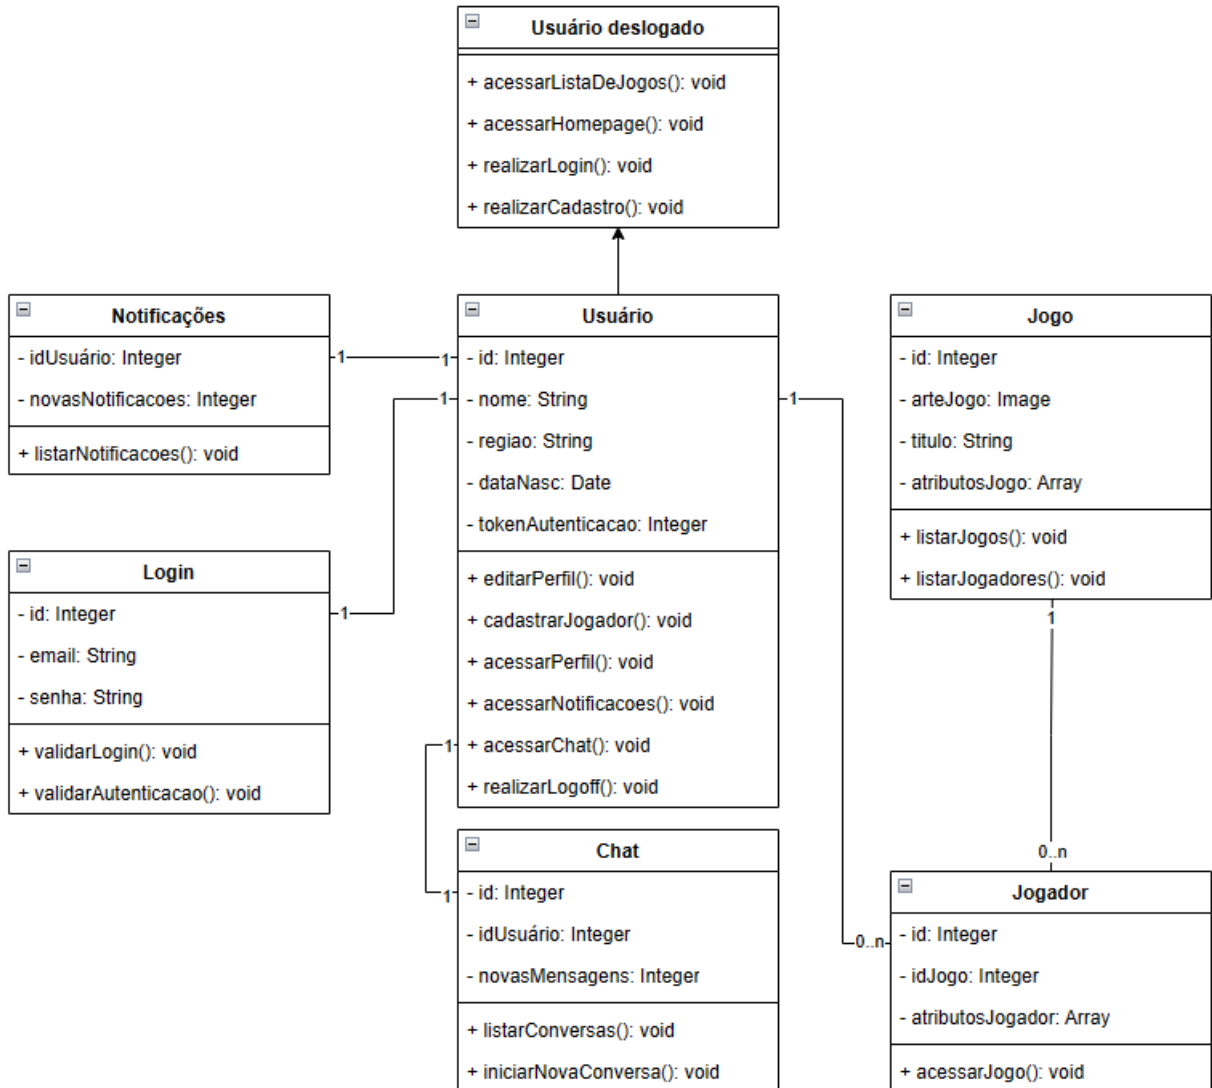 Usuário deslogado
+ acessarListaDeJogos(): void
+ acessarHomepage(): void
+ realizarLogin(): void
+ realizarCadastro(): void
Notificações
- idUsuário: Integer
- novasNotificacoes: Integer
+ listarNotificacoes(): void
1
1
Usuário
- id: Integer
- nome: String
- regiao: String
- dataNasc: Date
- tokenAutenticacao: Integer
+ editarPerfil(): void
+ cadastrarJogador(): void
+ acessarPerfil(): void
+ acessarNotificacoes(): void
+ acessarChat(): void
+ realizarLogoff(): void
1
1
1
Jogo
- id: Integer
- arteJogo: Image
- titulo: String
- atributosJogo: Array
+ listarJogos(): void
+ listarJogadores(): void
1
0..n
Login
- id: Integer
- email: String
- senha: String
+ validarLogin(): void
+ validarAutenticacao(): void
1
1
Chat
- id: Integer
- idUsuário: Integer
- novasMensagens: Integer
+ listarConversas(): void
+ iniciarNovaConversa(): void
0..n
Jogador
- id: Integer
- idJogo: Integer
- atributosJogador: Array
+ acessarJogo(): void